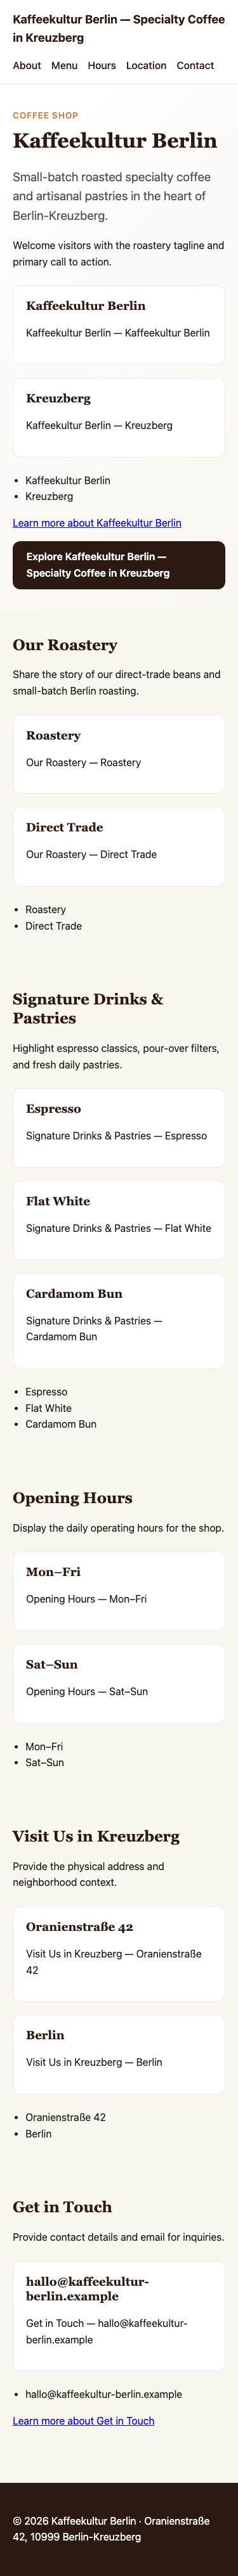 Kaffeekultur Berlin — Specialty Coffee
in Kreuzberg
About Menu Hours Location Contact
COFFEE SHOP
Kaffeekultur Berlin
Small-batch roasted specialty coffee
and artisanal pastries in the heart of
Berlin-Kreuzberg.
Welcome visitors with the roastery tagline and
primary call to action.
Kaffeekultur Berlin
Kaffeekultur Berlin — Kaffeekultur Berlin
Kreuzberg
Kaffeekultur Berlin — Kreuzberg
• Kaffeekultur Berlin
• Kreuzberg
Learn more about Kaffeekultur Berlin
Explore Kaffeekultur Berlin —
Specialty Coffee in Kreuzberg
Our Roastery
Share the story of our direct-trade beans and
small-batch Berlin roasting.
Roastery
Our Roastery — Roastery
Direct Trade
Our Roastery — Direct Trade
• Roastery
• Direct Trade
Signature Drinks &
Pastries
Highlight espresso classics, pour-over filters,
and fresh daily pastries.
Espresso
Signature Drinks & Pastries — Espresso
Flat White
Signature Drinks & Pastries — Flat White
Cardamom Bun
Signature Drinks & Pastries —
Cardamom Bun
• Espresso
• Flat White
• Cardamom Bun
Opening Hours
Display the daily operating hours for the shop.
Mon–Fri
Opening Hours — Mon–Fri
Sat–Sun
Opening Hours — Sat–Sun
• Mon–Fri
• Sat–Sun
Visit Us in Kreuzberg
Provide the physical address and
neighborhood context.
Oranienstraße 42
Visit Us in Kreuzberg — Oranienstraße
42
Berlin
Visit Us in Kreuzberg — Berlin
• Oranienstraße 42
• Berlin
Get in Touch
Provide contact details and email for inquiries.
hallo@kaffeekultur-
berlin.example
Get in Touch — hallo@kaffeekultur-
berlin.example
• hallo@kaffeekultur-berlin.example
Learn more about Get in Touch
© 2026 Kaffeekultur Berlin · Oranienstraße
42, 10999 Berlin-Kreuzberg